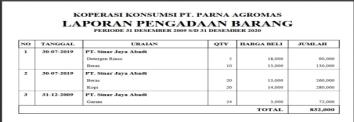 KOPERASI KONSUMSI PT. PARNA AGROMAS
LAPORAN PENGADAAN BARANG
PERIODE 31 DESEMBER 2009 S/D 31 DESEMBER 2020
NO TANGGAL URAIAN QTY HARGA BELI JUMLAH
1 30-07-2019 PT. Sinar Jaya Abadi
Detergen Rinso 5 18,000 90,000
Beras 10 13,000 130,000
2 30-07-2019 PT. Sinar Jaya Abadi
Beras 20 13,000 260,000
Kopi 20 14,000 280,000
3 31-12-2009 PT. Sinar Jaya Abadi
Garam 24 3,000 72,000
TOTAL 832,000